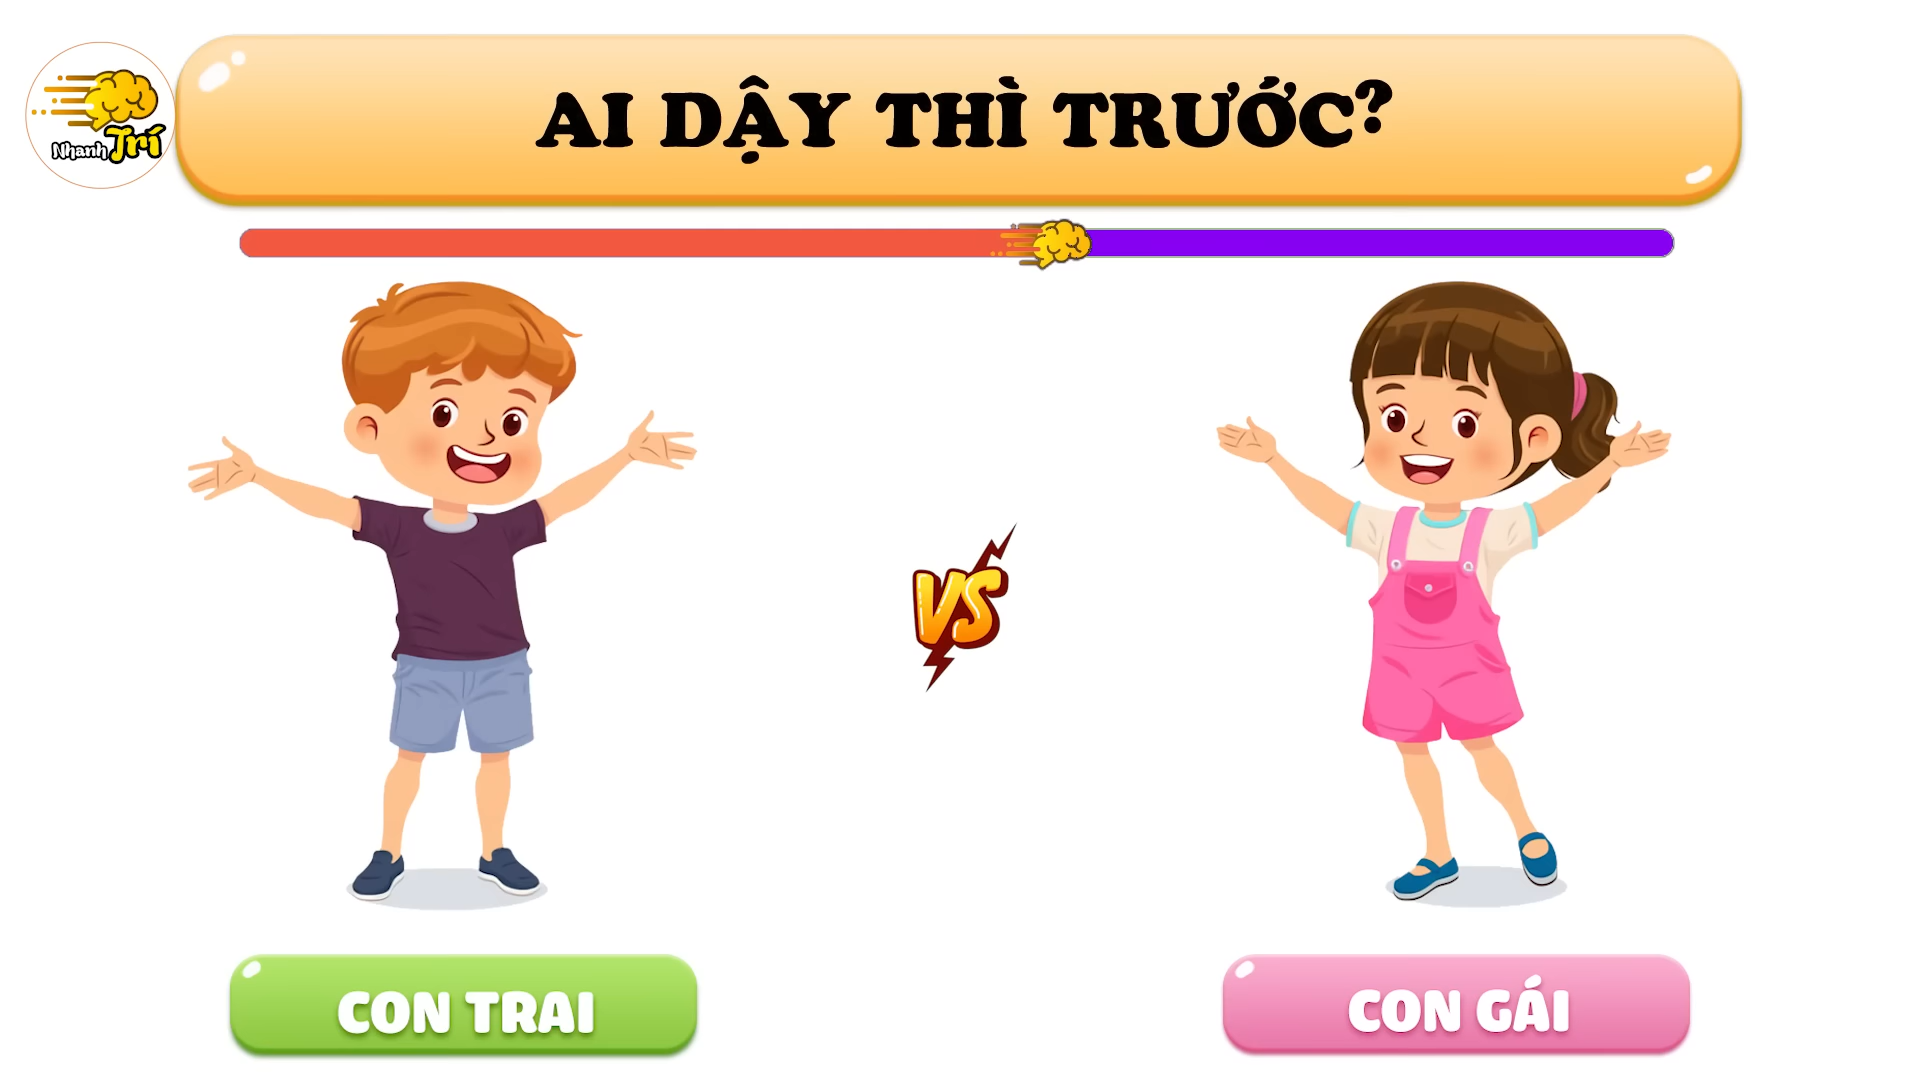 Nhanh Trí
AI DẬY THÌ TRƯỚC?
VS
CON TRAI
CON GÁI